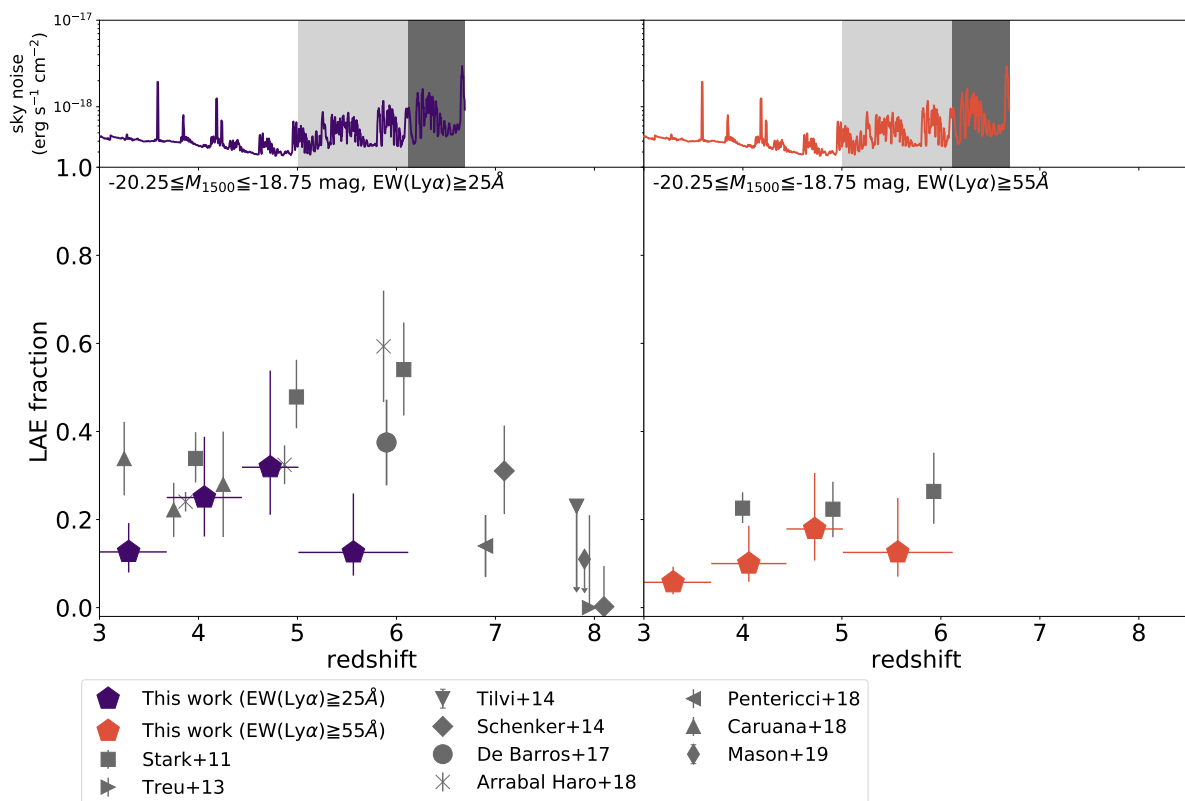 10⁻¹⁷
10⁻¹⁸
sky noise
(erg s⁻¹ cm⁻²)
-20.25≦M₁₅₀₀≦-18.75 mag, EW(Lyα)≧25Å
-20.25≦M₁₅₀₀≦-18.75 mag, EW(Lyα)≧55Å
1.0
0.8
0.6
0.4
0.2
0.0
LAE fraction
3 4 5 6 7 8
3 4 5 6 7 8
redshift
redshift
This work (EW(Lyα)≧25Å)
This work (EW(Lyα)≧55Å)
Stark+11
Treu+13
Tilvi+14
Schenker+14
De Barros+17
Arrabal Haro+18
Pentericci+18
Caruana+18
Mason+19